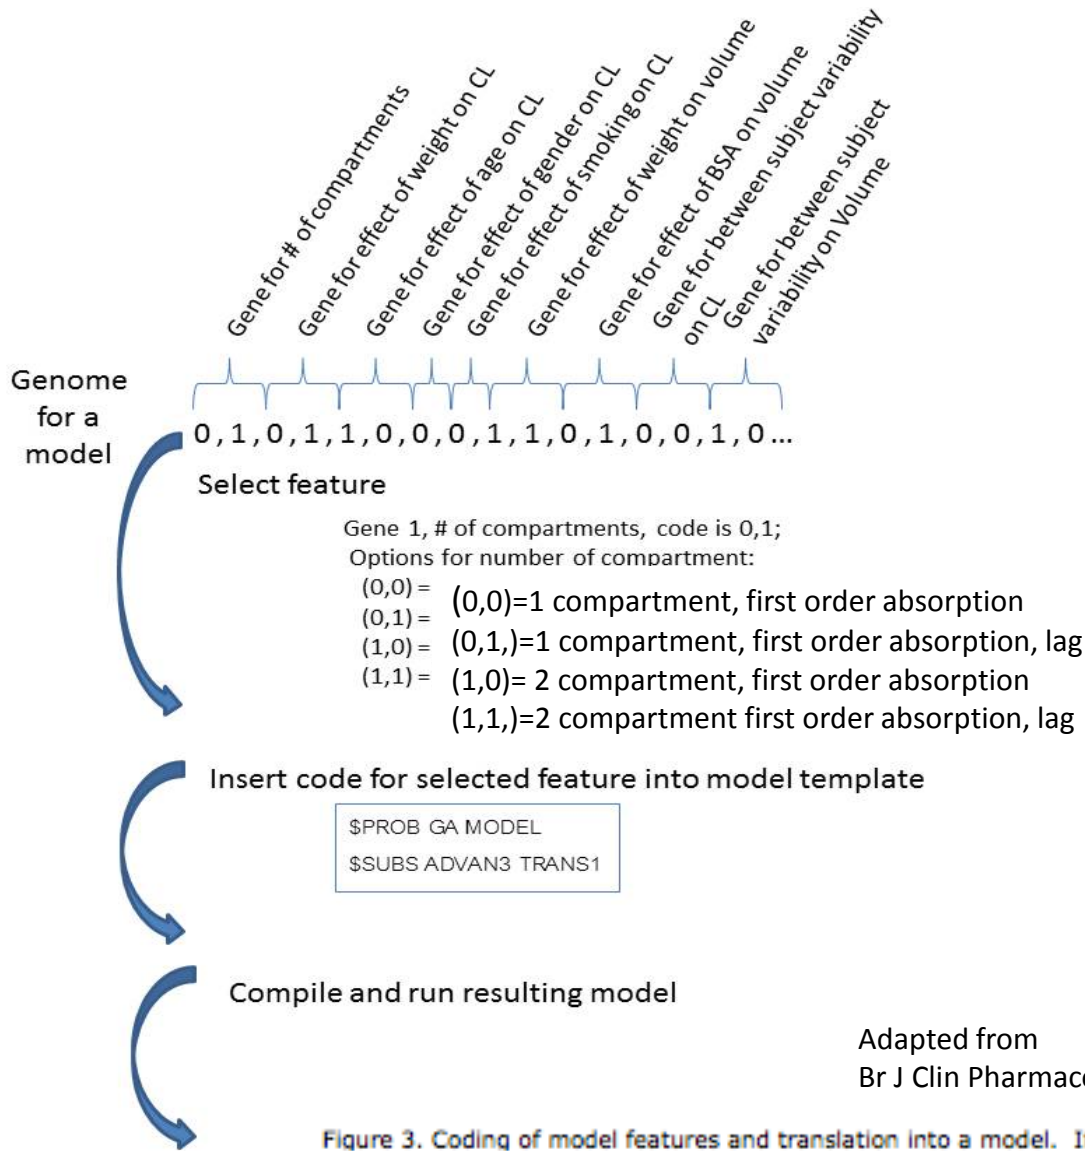 Gene for # of compartments
Gene for effect of weight on CL
Gene for effect of age on CL
Gene for effect of gender on CL
Gene for effect of smoking on CL
Gene for effect of weight on volume
Gene for effect of BSA on volume
Gene for between subject variability
on CL
Gene for between subject
variability on Volume
Genome
for a
model
0,1,0,1,1,0,0,0,1,1,0,1,0,0,1,0...
Select feature
Gene 1, # of compartments, code is 0,1;
Options for number of compartment:
(0,0) =
(0,1) =
(1,0) =
(1,1) =
(0,0)=1 compartment, first order absorption
(0,1,)=1 compartment, first order absorption, lag
(1,0)= 2 compartment, first order absorption
(1,1,)=2 compartment first order absorption, lag
Insert code for selected feature into model template
$PROB GA MODEL
$SUBS ADVAN3 TRANS1
Compile and run resulting model
Adapted from
Br J Clin Pharmac
Figure 3. Coding of model features and translation into a model.